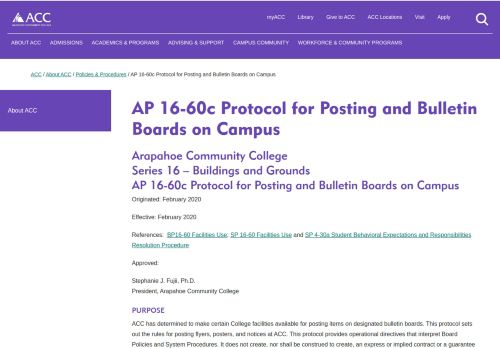 myACC Library Give to ACC ACC Locations Visit Apply
ACC
ARAPAHOE COMMUNITY COLLEGE
ABOUT ACC ADMISSIONS ACADEMICS & PROGRAMS ADVISING & SUPPORT CAMPUS COMMUNITY WORKFORCE & COMMUNITY PROGRAMS
ACC / About ACC / Policies & Procedures / AP 16-60c Protocol for Posting and Bulletin Boards on Campus
About ACC
AP 16-60c Protocol for Posting and Bulletin
Boards on Campus
Arapahoe Community College
Series 16 – Buildings and Grounds
AP 16-60c Protocol for Posting and Bulletin Boards on Campus
Originated: February 2020
Effective: February 2020
References: BP16-60 Facilities Use; SP 16-60 Facilities Use and SP 4-30a Student Behavioral Expectations and Responsibilities
Resolution Procedure
Approved:
Stephanie J. Fujii, Ph.D.
President, Arapahoe Community College
PURPOSE
ACC has determined to make certain College facilities available for posting items on designated bulletin boards. This protocol sets
out the rules for posting flyers, posters, and notices at ACC. This protocol provides operational directives that interpret Board
Policies and System Procedures. It does not create, nor shall be construed to create, an express or implied contract or a guarantee